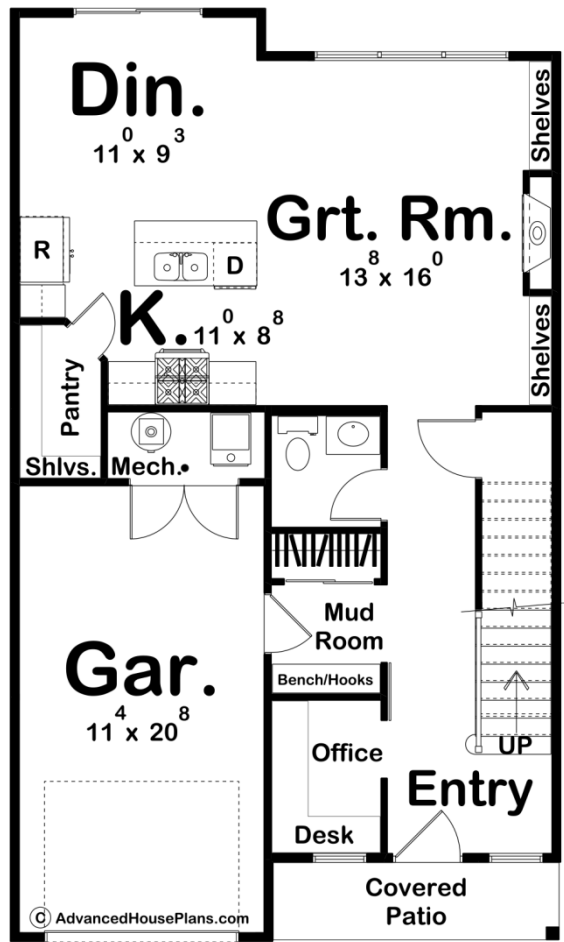 Din.
11⁰ x 9³
Shelves
Grt. Rm.
13⁸ x 16⁰
R
D
K. 11⁰ x 8⁸
Shelves
Pantry
Shlvs.
Mech.
Mud
Room
Bench/Hooks
Gar.
11⁴ x 20⁸
Office
Desk
UP
Entry
Covered
Patio
© AdvancedHousePlans.com